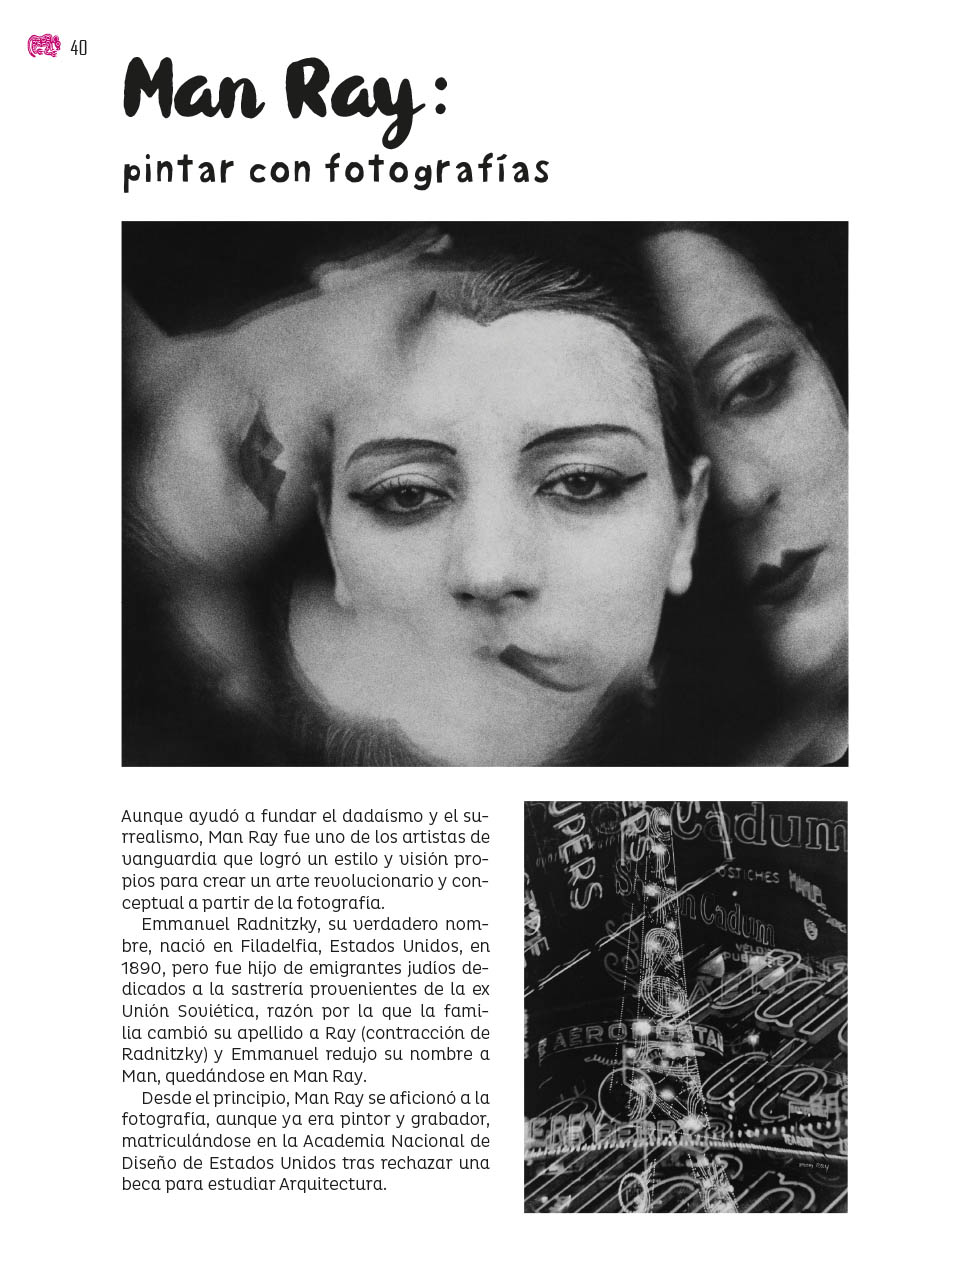 40
Man Ray:
pintar con fotografías
Aunque ayudó a fundar el dadaísmo y el su-
rrealismo, Man Ray fue uno de los artistas de
vanguardia que logró un estilo y visión pro-
pios para crear un arte revolucionario y con-
ceptual a partir de la fotografía.
Emmanuel Radnitzky, su verdadero nom-
bre, nació en Filadelfia, Estados Unidos, en
1890, pero fue hijo de emigrantes judíos de-
dicados a la sastrería provenientes de la ex
Unión Soviética, razón por la que la fami-
lia cambió su apellido a Ray (contracción de
Radnitzky) y Emmanuel redujo su nombre a
Man, quedándose en Man Ray.
Desde el principio, Man Ray se aficionó a la
fotografía, aunque ya era pintor y grabador,
matriculándose en la Academia Nacional de
Diseño de Estados Unidos tras rechazar una
beca para estudiar Arquitectura.
Cadum
Cadum
man Ray